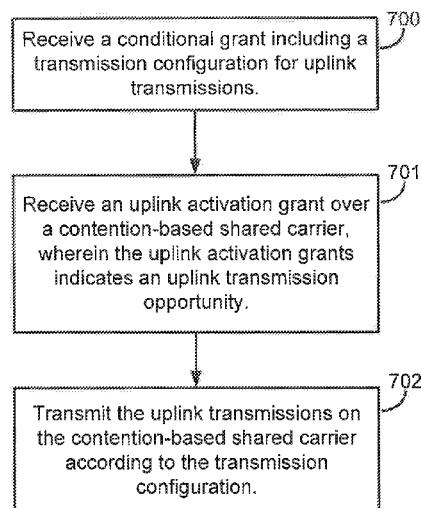 700
Receive a conditional grant including a
transmission configuration for uplink
transmissions.
701
Receive an uplink activation grant over
a contention-based shared carrier,
wherein the uplink activation grants
indicates an uplink transmission
opportunity.
702
Transmit the uplink transmissions on
the contention-based shared carrier
according to the transmission
configuration.